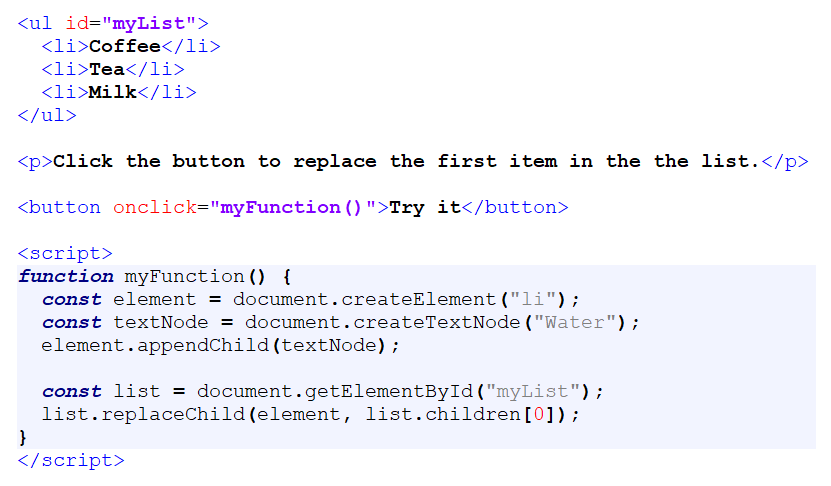 <ul id="myList">
  <li>Coffee</li>
  <li>Tea</li>
  <li>Milk</li>
</ul>

<p>Click the button to replace the first item in the the list.</p>

<button onclick="myFunction()">Try it</button>

<script>
function myFunction() {
  const element = document.createElement("li");
  const textNode = document.createTextNode("Water");
  element.appendChild(textNode);

  const list = document.getElementById("myList");
  list.replaceChild(element, list.children[0]);
}
</script>